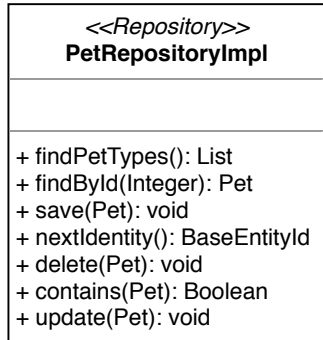 <<Repository>>
PetRepositoryImpl
+ findPetTypes(): List
+ findById(Integer): Pet
+ save(Pet): void
+ nextIdentity(): BaseEntityId
+ delete(Pet): void
+ contains(Pet): Boolean
+ update(Pet): void